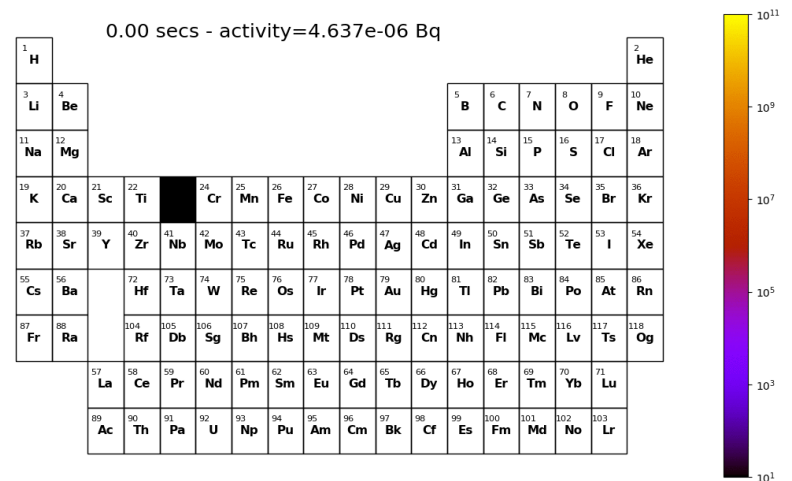 0.00 secs - activity=4.637e-06 Bq
1 2
H He
3 4 5 6 7 8 9 10
Li Be B C N O F Ne
11 12 13 14 15 16 17 18
Na Mg Al Si P S Cl Ar
19 20 21 22 24 25 26 27 28 29 30 31 32 33 34 35 36
K Ca Sc Ti Cr Mn Fe Co Ni Cu Zn Ga Ge As Se Br Kr
37 38 39 40 41 42 43 44 45 46 47 48 49 50 51 52 53 54
Rb Sr Y Zr Nb Mo Tc Ru Rh Pd Ag Cd In Sn Sb Te I Xe
55 56 72 73 74 75 76 77 78 79 80 81 82 83 84 85 86
Cs Ba Hf Ta W Re Os Ir Pt Au Hg Tl Pb Bi Po At Rn
87 88 104 105 106 107 108 109 110 111 112 113 114 115 116 117 118
Fr Ra Rf Db Sg Bh Hs Mt Ds Rg Cn Nh Fl Mc Lv Ts Og
57 58 59 60 61 62 63 64 65 66 67 68 69 70 71
La Ce Pr Nd Pm Sm Eu Gd Tb Dy Ho Er Tm Yb Lu
89 90 91 92 93 94 95 96 97 98 99 100 101 102 103
Ac Th Pa U Np Pu Am Cm Bk Cf Es Fm Md No Lr
10¹¹
10⁹
10⁷
10⁵
10³
10¹